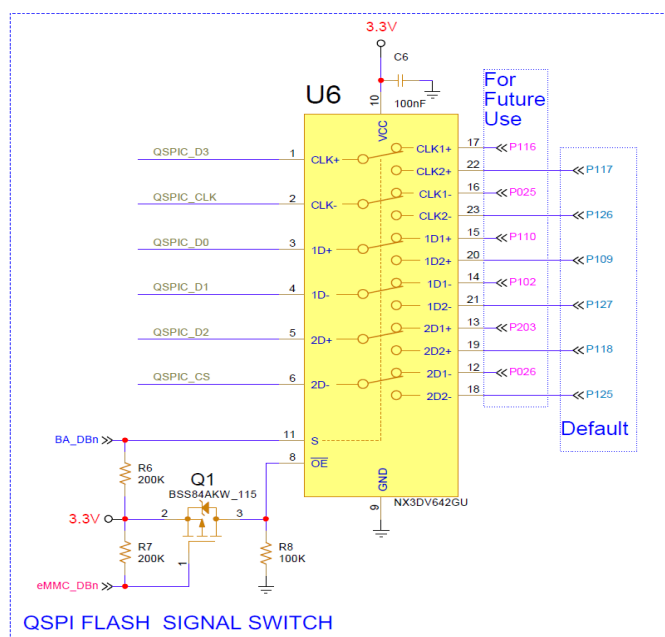 3.3V
C6
100nF
U6
10
VCC
For
Future
Use
QSPIC_D3
1
CLK+
CLK1+
17
P116
CLK2+
22
P117
QSPIC_CLK
2
CLK-
CLK1-
16
P025
CLK2-
23
P126
QSPIC_D0
3
1D+
1D1+
15
P110
1D2+
20
P109
QSPIC_D1
4
1D-
1D1-
14
P102
1D2-
21
P127
QSPIC_D2
5
2D+
2D1+
13
P203
2D2+
19
P118
QSPIC_CS
6
2D-
2D1-
12
P026
2D2-
18
P125
Default
BA_DBn
11
S
8
OE
R6
200K
Q1
BSS84AKW_115
3.3V
2
3
1
R7
200K
R8
100K
eMMC_DBn
GND
9
NX3DV642GU
QSPI FLASH SIGNAL SWITCH